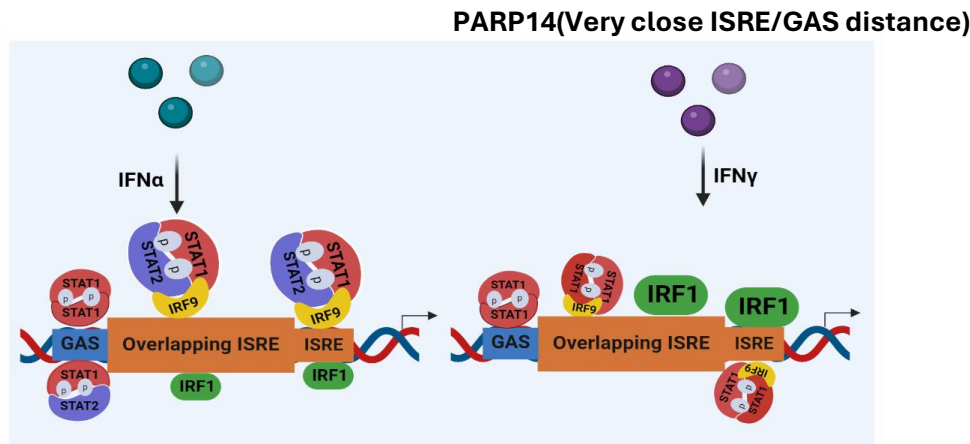 PARP14(Very close ISRE/GAS distance)
IFNα
STAT2
STAT1
p
p
IRF9
STAT2
STAT1
p
p
IRF9
STAT1
p
p
STAT1
GAS
Overlapping ISRE
ISRE
STAT1
p
p
STAT2
IRF1
IRF1
IFNγ
STAT1
p
p
STAT1
STAT1
p
p
STAT1
IRF9
IRF1
IRF1
GAS
Overlapping ISRE
ISRE
IRF9
STAT1
p
p
STAT1